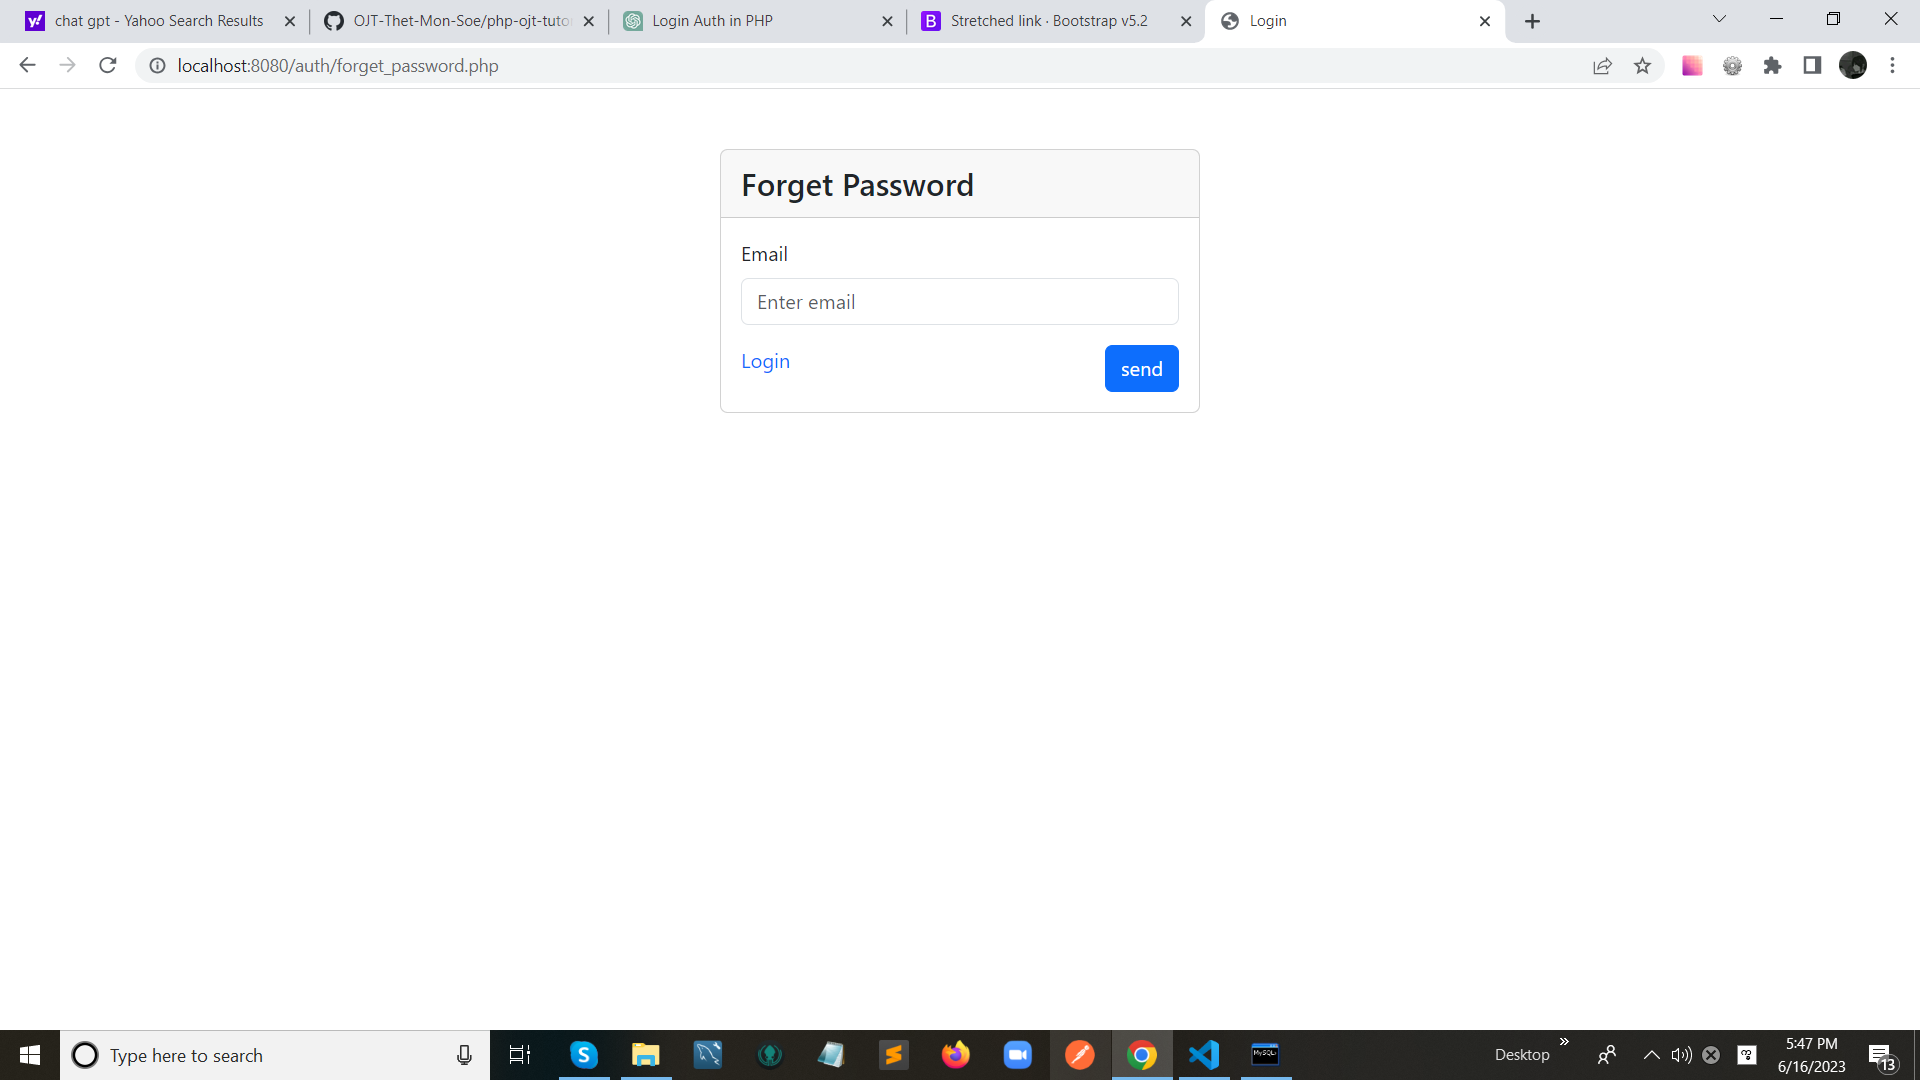 chat gpt - Yahoo Search Results
OJT-Thet-Mon-Soe/php-ojt-tuto
Login Auth in PHP
Stretched link · Bootstrap v5.2
Login
localhost:8080/auth/forget_password.php
Forget Password
Email
Enter email
Login
send
Type here to search
Desktop
5:47 PM
6/16/2023
13